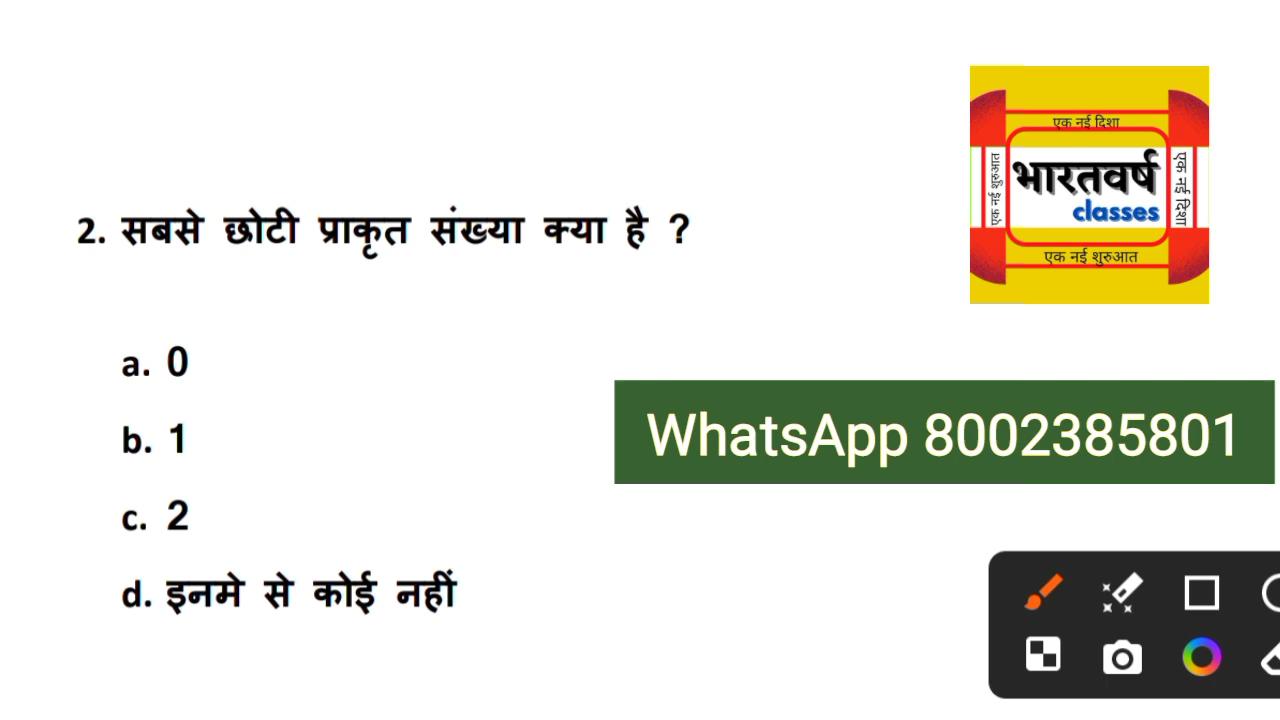 एक नई दिशा
एक नई शुरुआत
भारतवर्ष
classes
एक नई दिशा
एक नई शुरुआत
2. सबसे छोटी प्राकृत संख्या क्या है ?
a. 0
b. 1
WhatsApp 8002385801
c. 2
d. इनमे से कोई नहीं